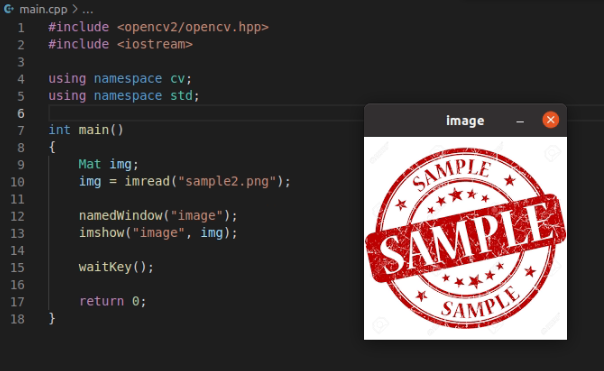 main.cpp > ...
1 #include <opencv2/opencv.hpp>
2 #include <iostream>
3
4 using namespace cv;
5 using namespace std;
6
7 int main()
8 {
9 Mat img;
10 img = imread("sample2.png");
11
12 namedWindow("image");
13 imshow("image", img);
14
15 waitKey();
16
17 return 0;
18 }
image
SAMPLE
SAMPLE
SAMPLE